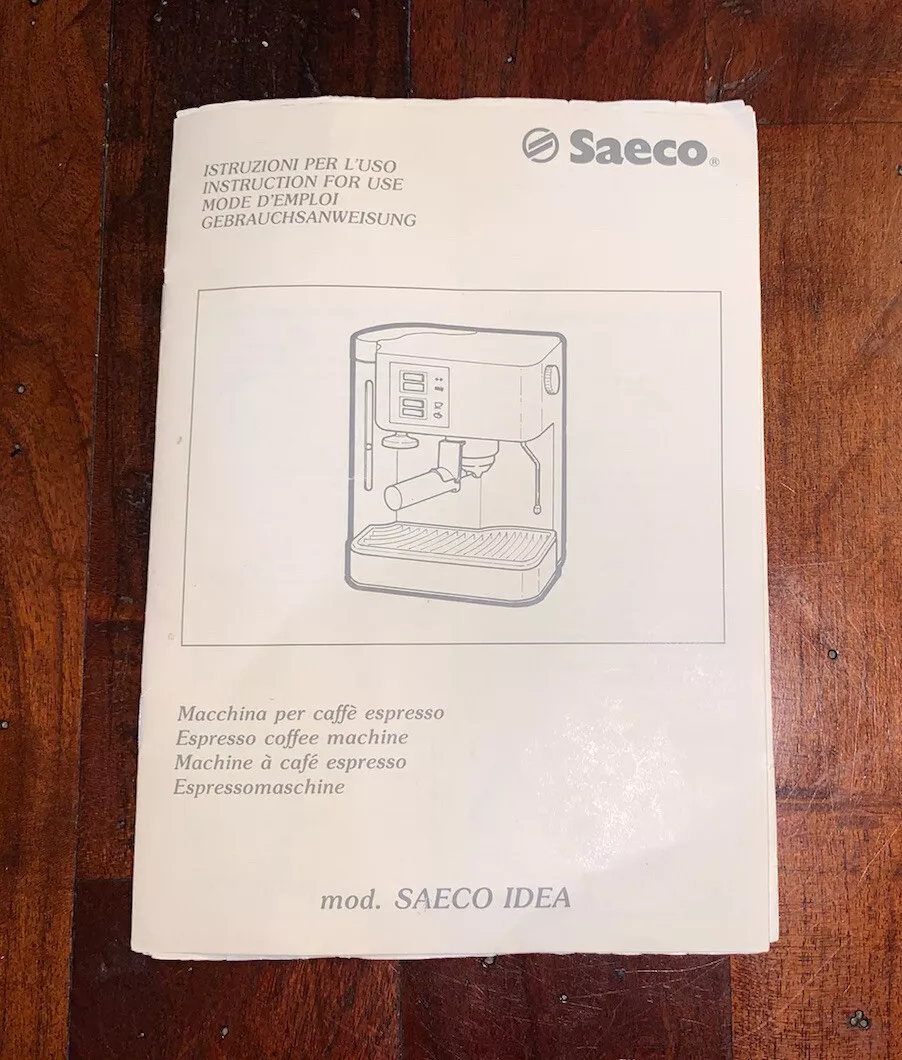 Saeco®
ISTRUZIONI PER L'USO
INSTRUCTION FOR USE
MODE D'EMPLOI
GEBRAUCHSANWEISUNG
Macchina per caffè espresso
Espresso coffee machine
Machine à café espresso
Espressomaschine
mod. SAECO IDEA